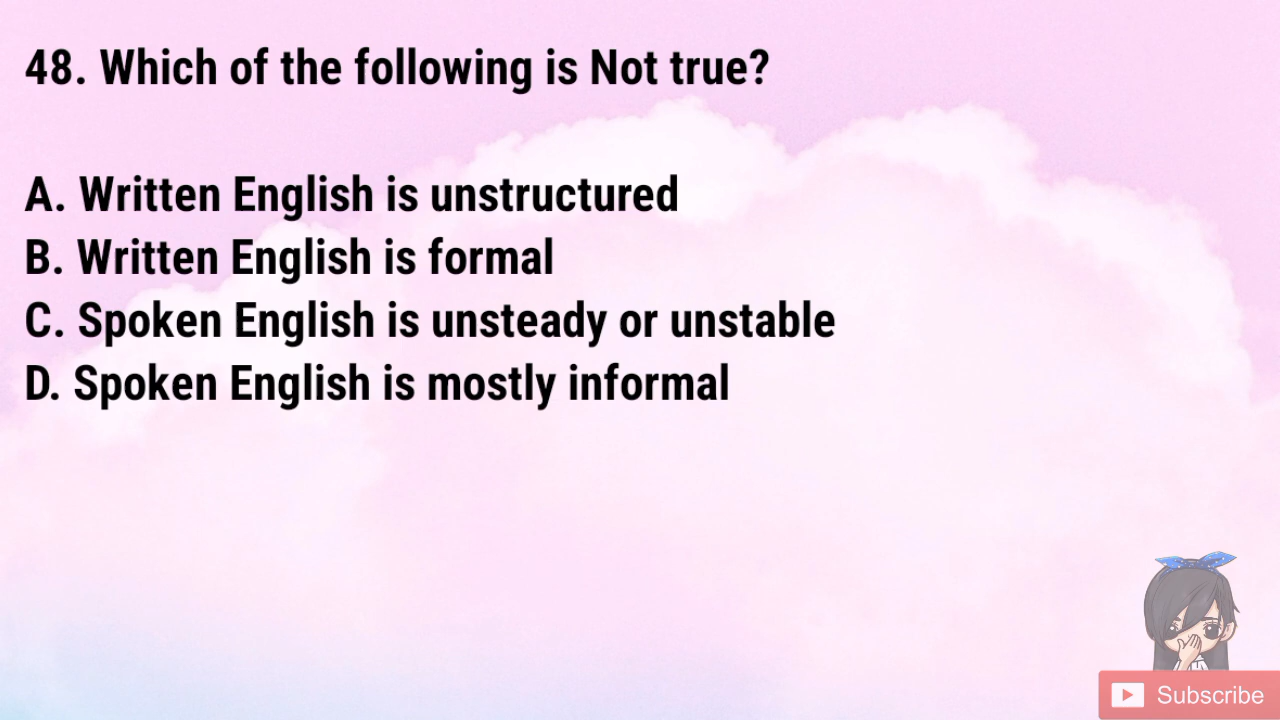 48. Which of the following is Not true?
A. Written English is unstructured
B. Written English is formal
C. Spoken English is unsteady or unstable
D. Spoken English is mostly informal
Subscribe